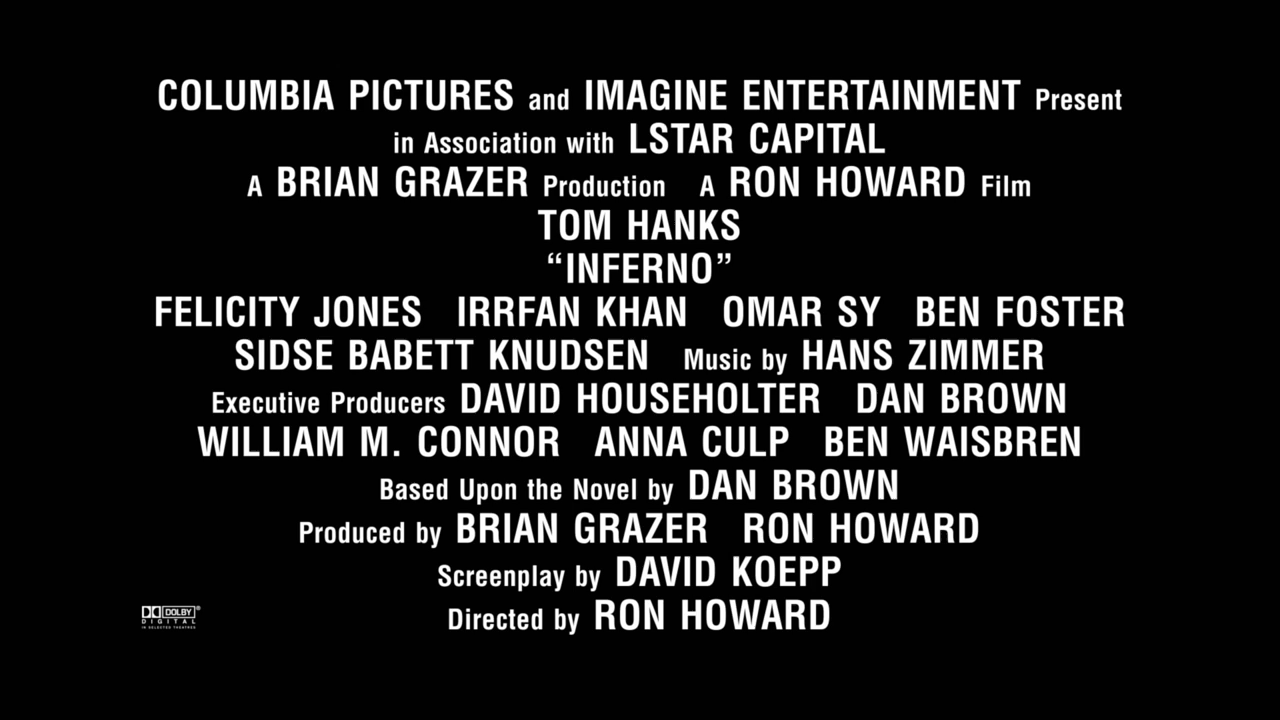 COLUMBIA PICTURES and IMAGINE ENTERTAINMENT Present
in Association with LSTAR CAPITAL
A BRIAN GRAZER Production A RON HOWARD Film
TOM HANKS
“INFERNO”
FELICITY JONES IRRFAN KHAN OMAR SY BEN FOSTER
SIDSE BABETT KNUDSEN Music by HANS ZIMMER
Executive Producers DAVID HOUSEHOLTER DAN BROWN
WILLIAM M. CONNOR ANNA CULP BEN WAISBREN
Based Upon the Novel by DAN BROWN
Produced by BRIAN GRAZER RON HOWARD
Screenplay by DAVID KOEPP
Directed by RON HOWARD
DOLBY®
DIGITAL
IN SELECTED THEATRES